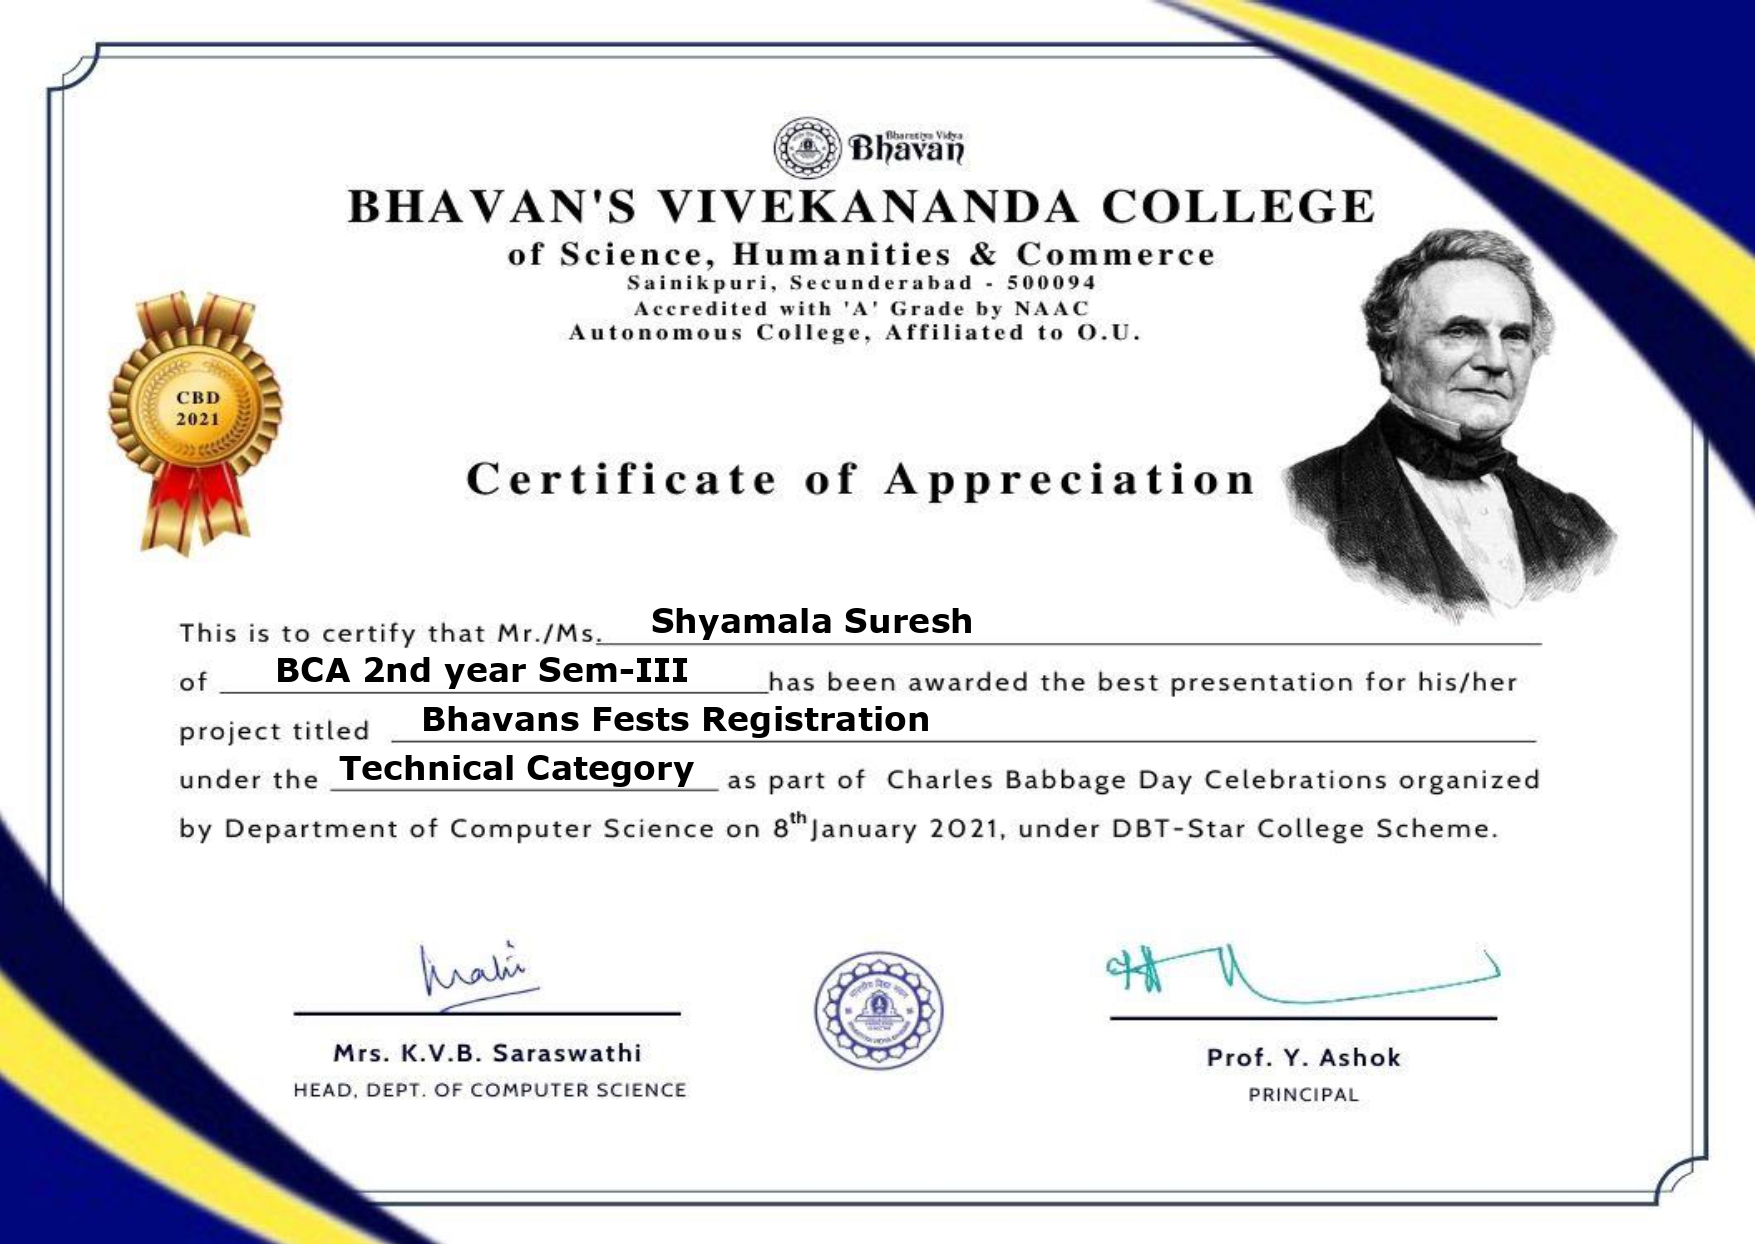 Bharatiya Vidya
Bhavan
BHAVAN'S VIVEKANANDA COLLEGE
of Science, Humanities & Commerce
Sainikpuri, Secunderabad - 500094
Accredited with 'A' Grade by NAAC
Autonomous College, Affiliated to O.U.
CBD
2021
Certificate of Appreciation
This is to certify that Mr./Ms. Shyamala Suresh
of BCA 2nd year Sem-III has been awarded the best presentation for his/her
project titled Bhavans Fests Registration
under the Technical Category as part of Charles Babbage Day Celebrations organized
by Department of Computer Science on 8th January 2021, under DBT-Star College Scheme.
Mrs. K.V.B. Saraswathi
HEAD, DEPT. OF COMPUTER SCIENCE
Prof. Y. Ashok
PRINCIPAL